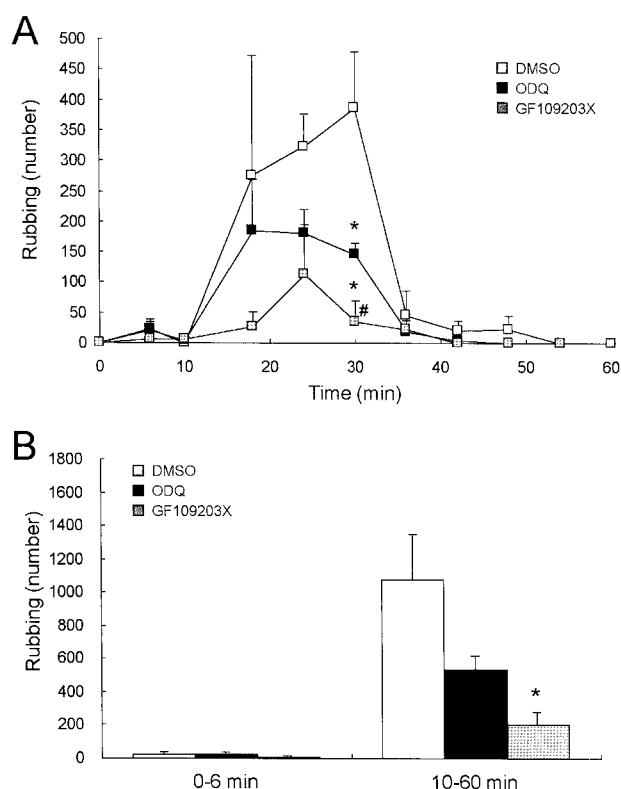 A
500
450
400
350
300
250
200
150
100
50
0
Rubbing (number)
DMSO
ODQ
GF109203X
*
*
#
0 10 20 30 40 50 60
Time (min)
B
1800
1600
1400
1200
1000
800
600
400
200
0
Rubbing (number)
DMSO
ODQ
GF109203X
*
0-6 min 10-60 min